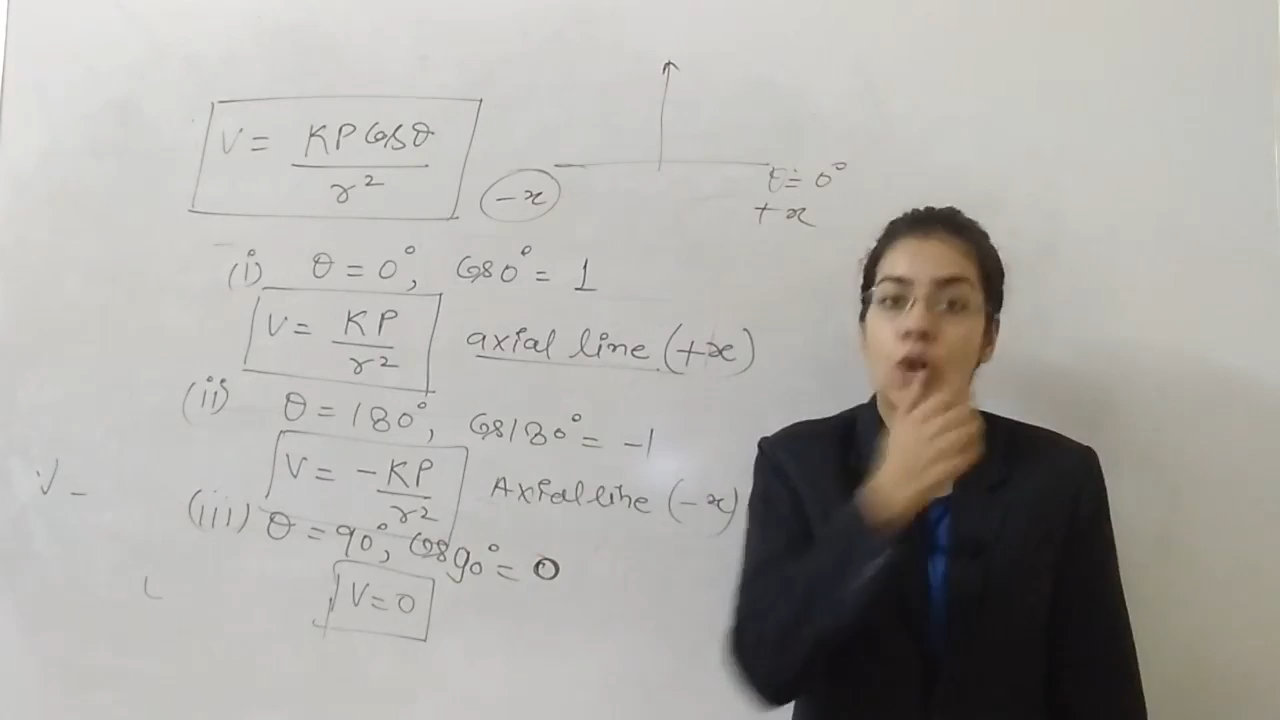 V = KP cosθ / r²
-x
θ = 0°
+x
(i) θ = 0°, cos0° = 1
V = KP / r²
axial line (+x)
(ii) θ = 180°, cos180° = -1
V = -KP / r²
Axial line (-x)
(iii) θ = 90°, cos90° = 0
V = 0